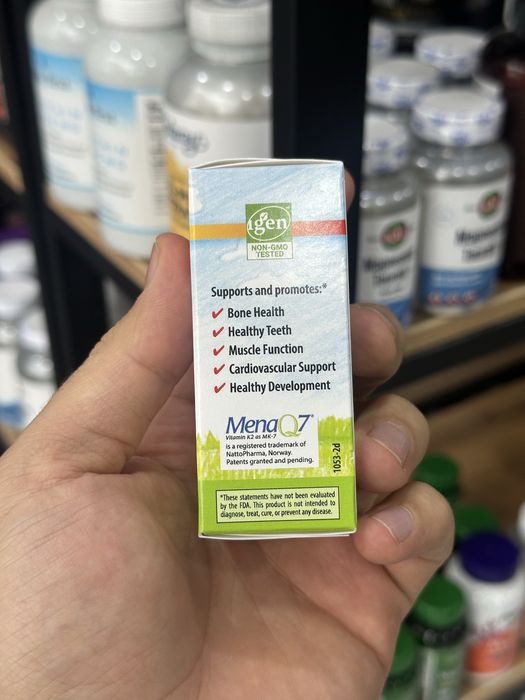 igen
NON-GMO
TESTED
Supports and promotes:*
Bone Health
Healthy Teeth
Muscle Function
Cardiovascular Support
Healthy Development
MenaQ7®
Vitamin K2 as MK-7
is a registered trademark of
NattoPharma, Norway.
Patents granted and pending.
1053-2d
*These statements have not been evaluated
by the FDA. This product is not intended to
diagnose, treat, cure, or prevent any disease.
KAL